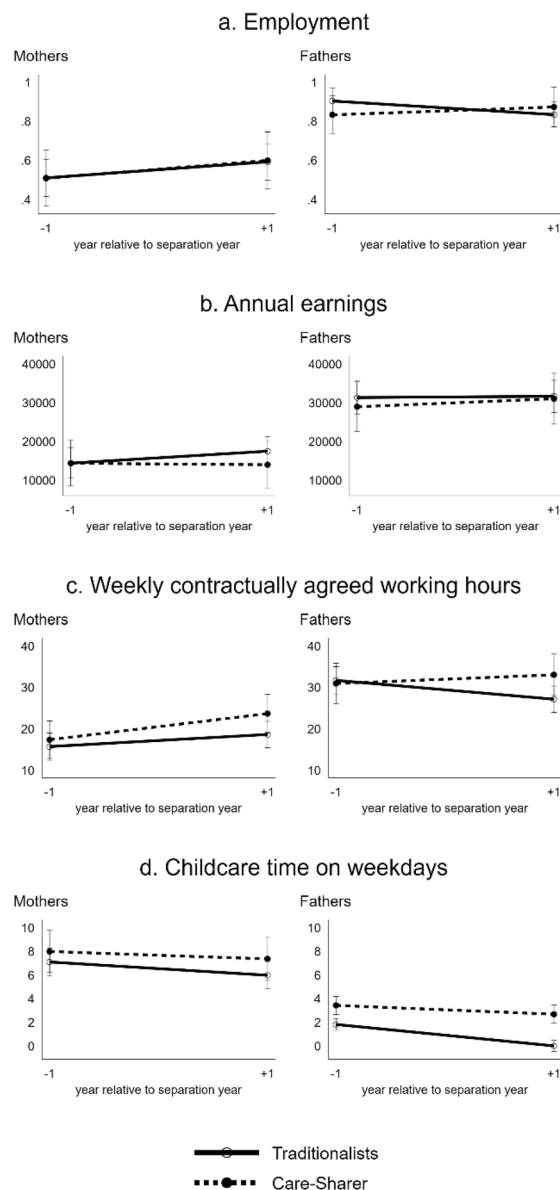 a. Employment
Mothers
Fathers
1
.8
.6
.4
-1
+1
year relative to separation year
1
.8
.6
.4
-1
+1
year relative to separation year
b. Annual earnings
Mothers
Fathers
40000
30000
20000
10000
-1
+1
year relative to separation year
40000
30000
20000
10000
-1
+1
year relative to separation year
c. Weekly contractually agreed working hours
Mothers
Fathers
40
30
20
10
-1
+1
year relative to separation year
40
30
20
10
-1
+1
year relative to separation year
d. Childcare time on weekdays
Mothers
Fathers
10
8
6
4
2
0
-1
+1
year relative to separation year
10
8
6
4
2
0
-1
+1
year relative to separation year
Traditionalists
Care-Sharer